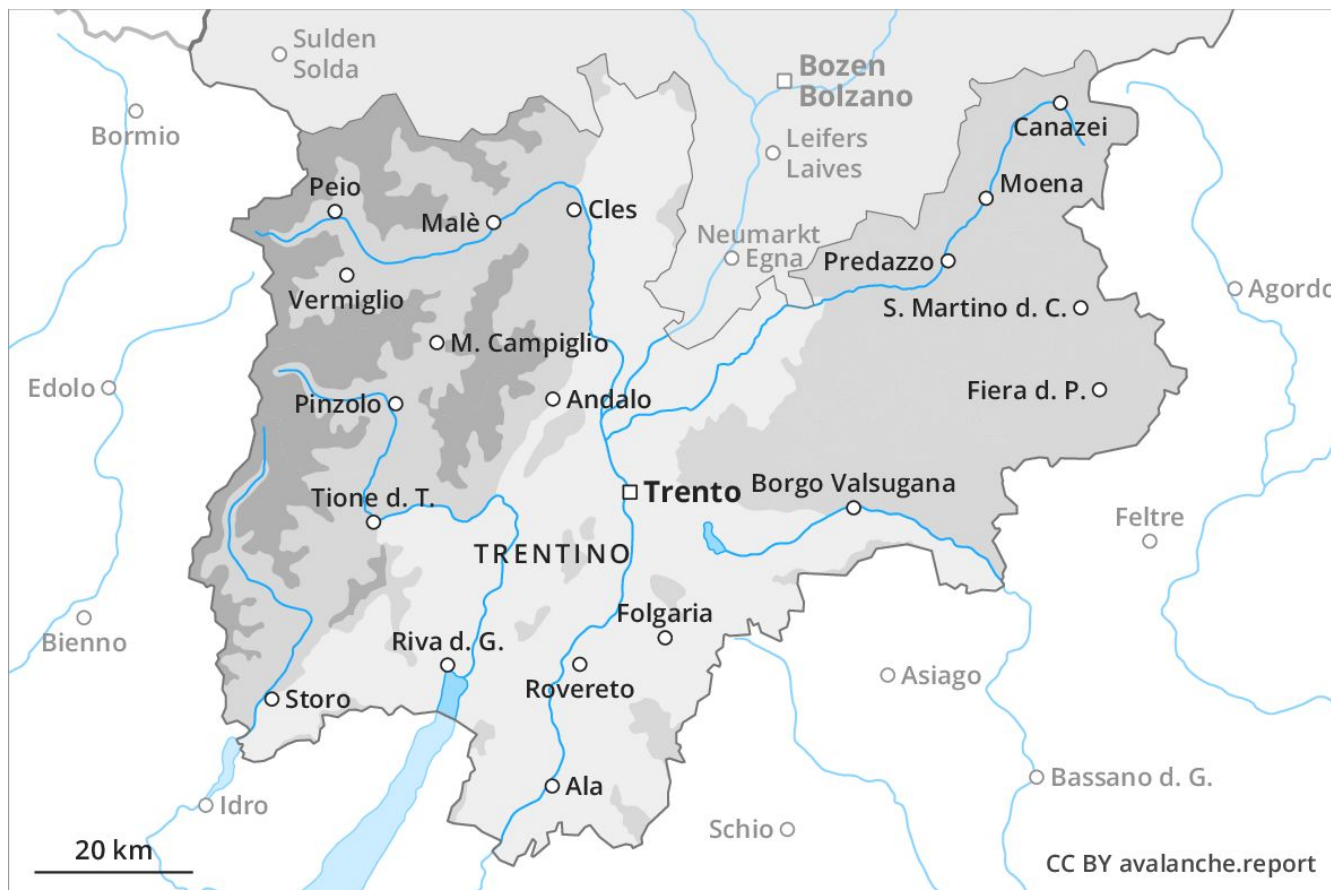 Sulden
Solda
Bozen
Bolzano
Bormio
Canazei
Leifers
Laives
Peio
Moena
Malè
Cles
Neumarkt
Egna
Predazzo
Vermiglio
Agordo
S. Martino d. C.
M. Campiglio
Edolo
Pinzolo
Andalo
Fiera d. P.
Tione d. T.
Trento
Borgo Valsugana
Feltre
TRENTINO
Folgaria
Bienno
Riva d. G.
Rovereto
Asiago
Storo
Ala
Bassano d. G.
Idro
Schio
20 km
CC BY avalanche.report